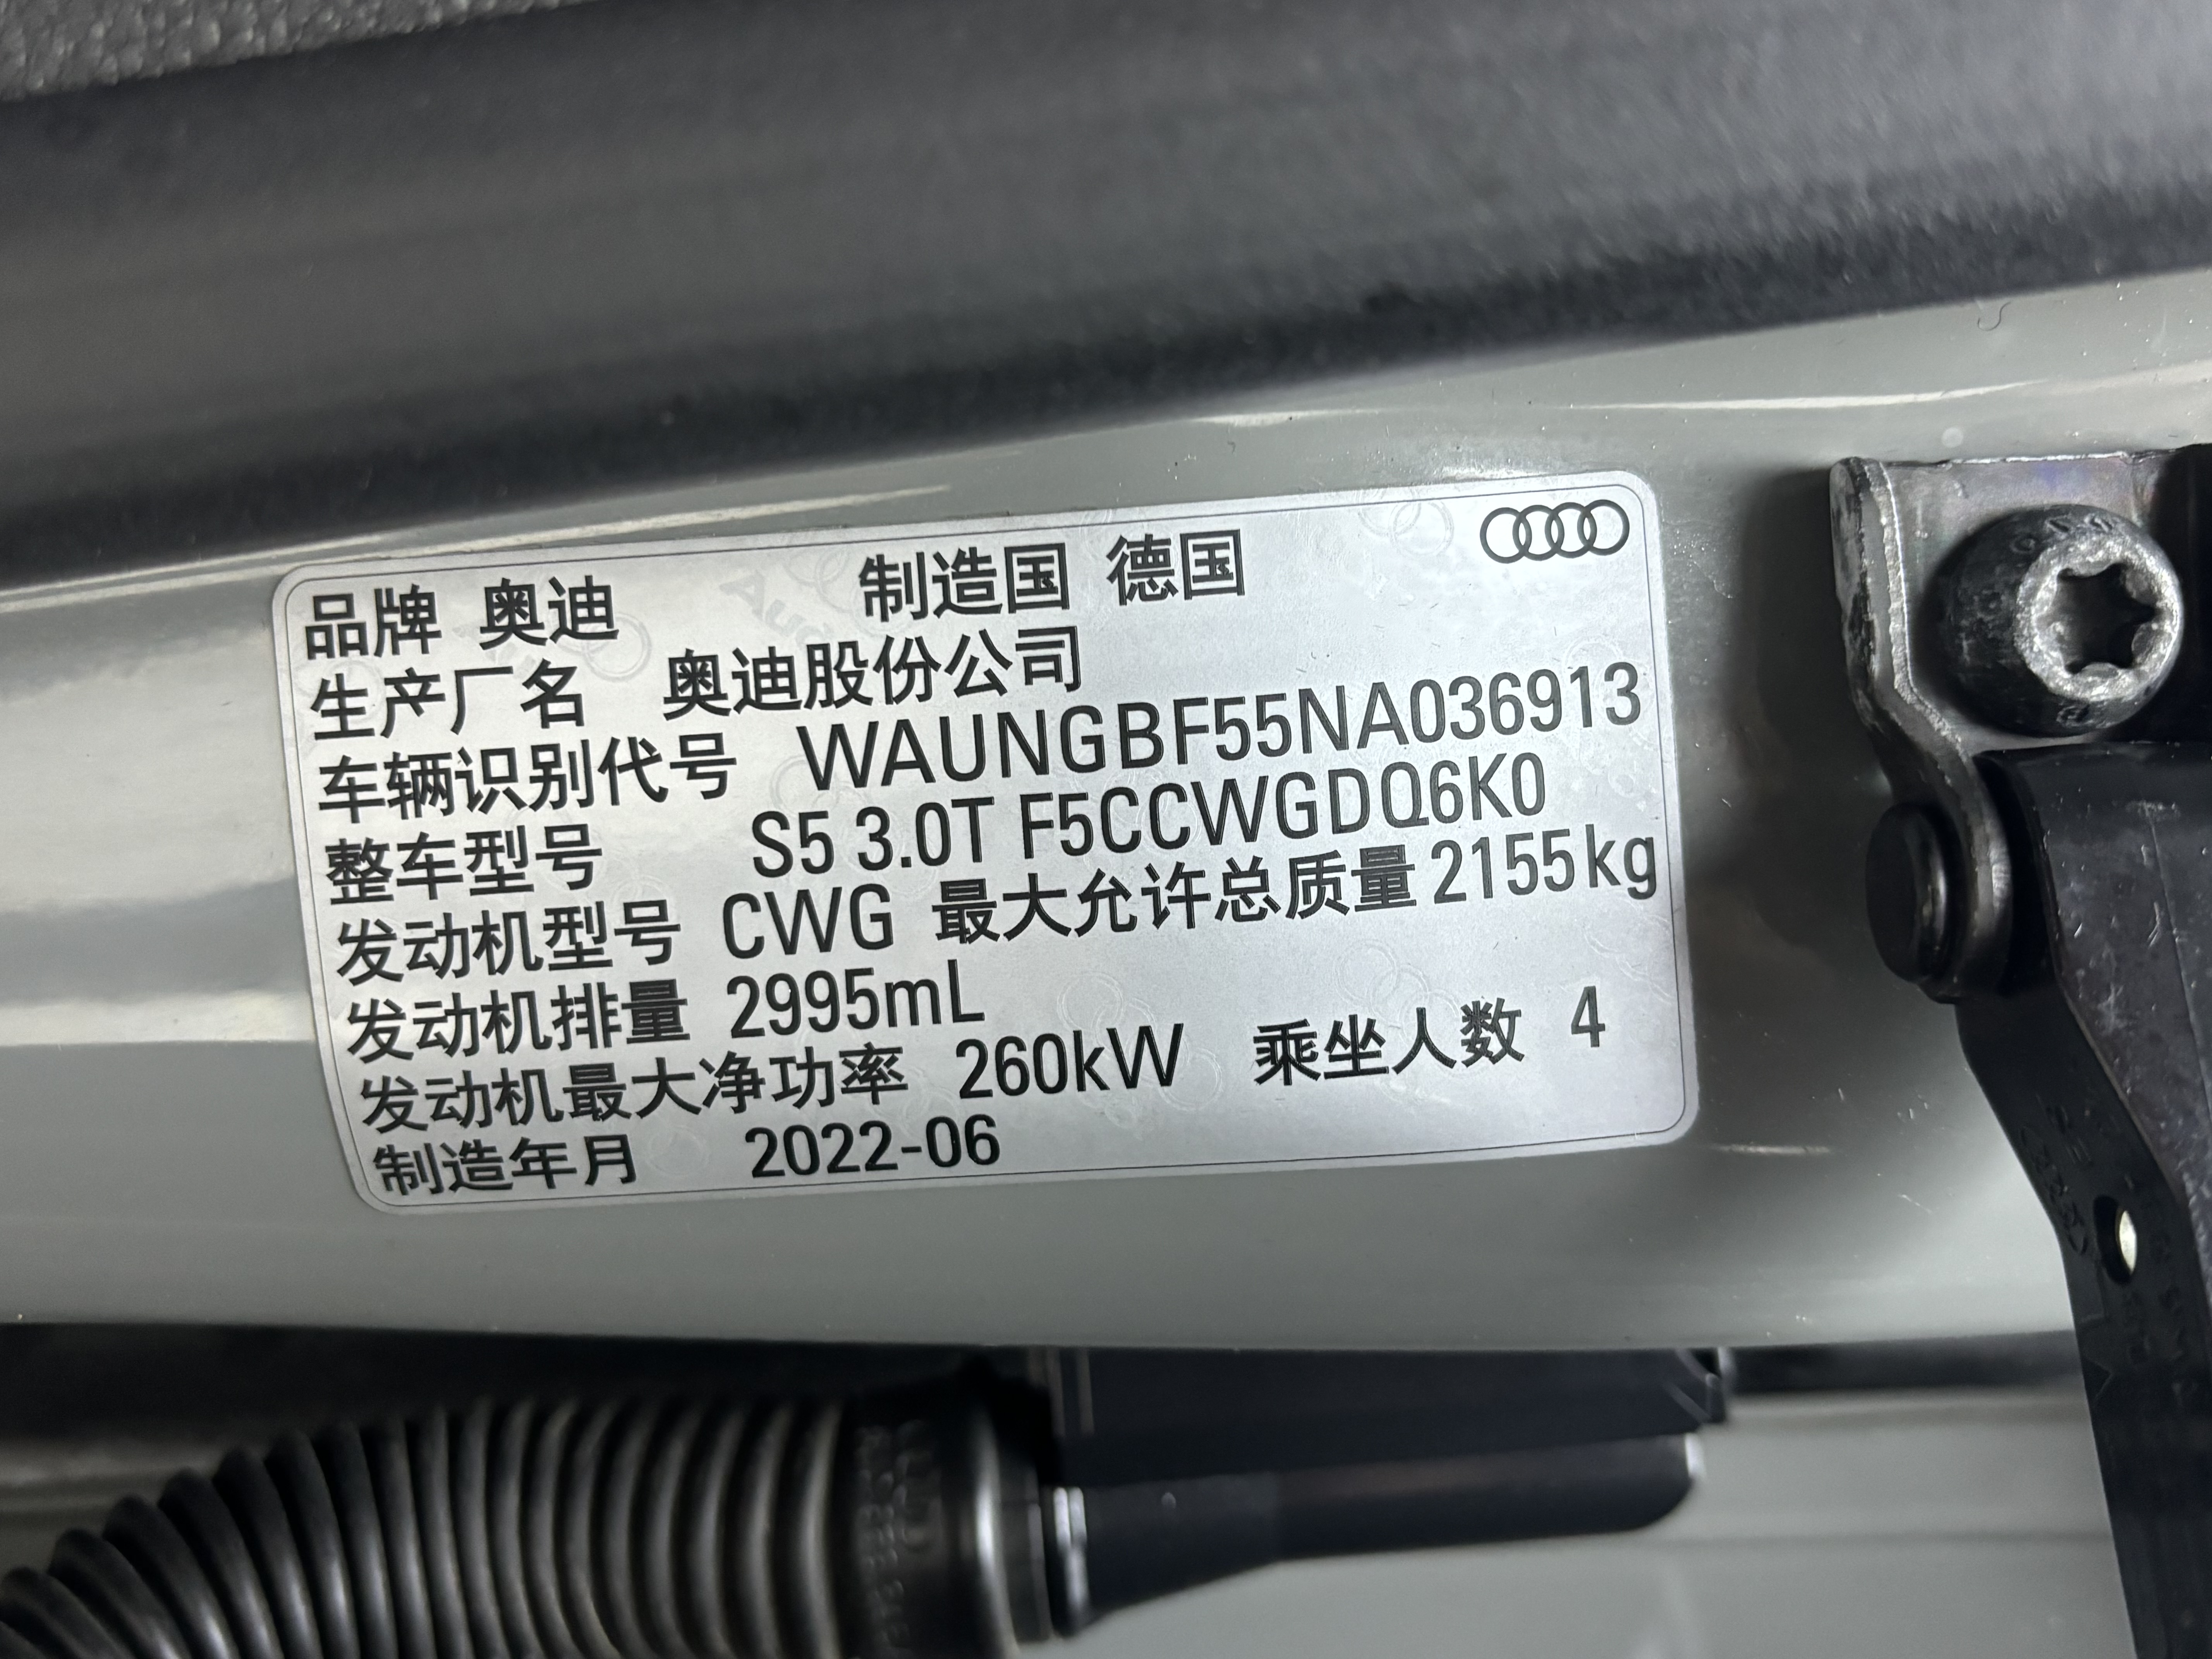 品牌 奥迪 制造国 德国
生产厂名 奥迪股份公司
车辆识别代号 WAUNGBF55NA036913
整车型号 S5 3.0T F5CCWGDQ6K0
发动机型号 CWG 最大允许总质量 2155kg
发动机排量 2995mL
发动机最大净功率 260kW 乘坐人数 4
制造年月 2022-06